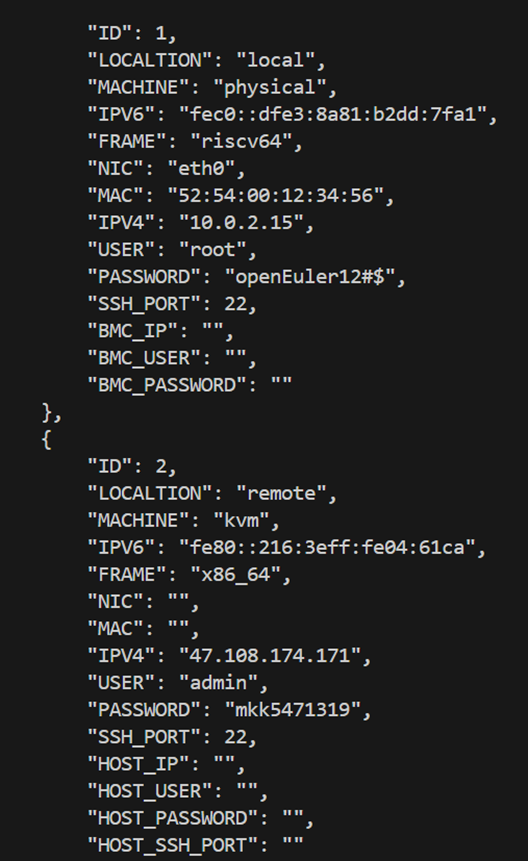 "ID": 1,
"LOCALTION": "local",
"MACHINE": "physical",
"IPV6": "fec0::dfe3:8a81:b2dd:7fa1",
"FRAME": "riscv64",
"NIC": "eth0",
"MAC": "52:54:00:12:34:56",
"IPV4": "10.0.2.15",
"USER": "root",
"PASSWORD": "openEuler12#$",
"SSH_PORT": 22,
"BMC_IP": "",
"BMC_USER": "",
"BMC_PASSWORD": ""
},
{
"ID": 2,
"LOCALTION": "remote",
"MACHINE": "kvm",
"IPV6": "fe80::216:3eff:fe04:61ca",
"FRAME": "x86_64",
"NIC": "",
"MAC": "",
"IPV4": "47.108.174.171",
"USER": "admin",
"PASSWORD": "mkk5471319",
"SSH_PORT": 22,
"HOST_IP": "",
"HOST_USER": "",
"HOST_PASSWORD": "",
"HOST_SSH_PORT": ""